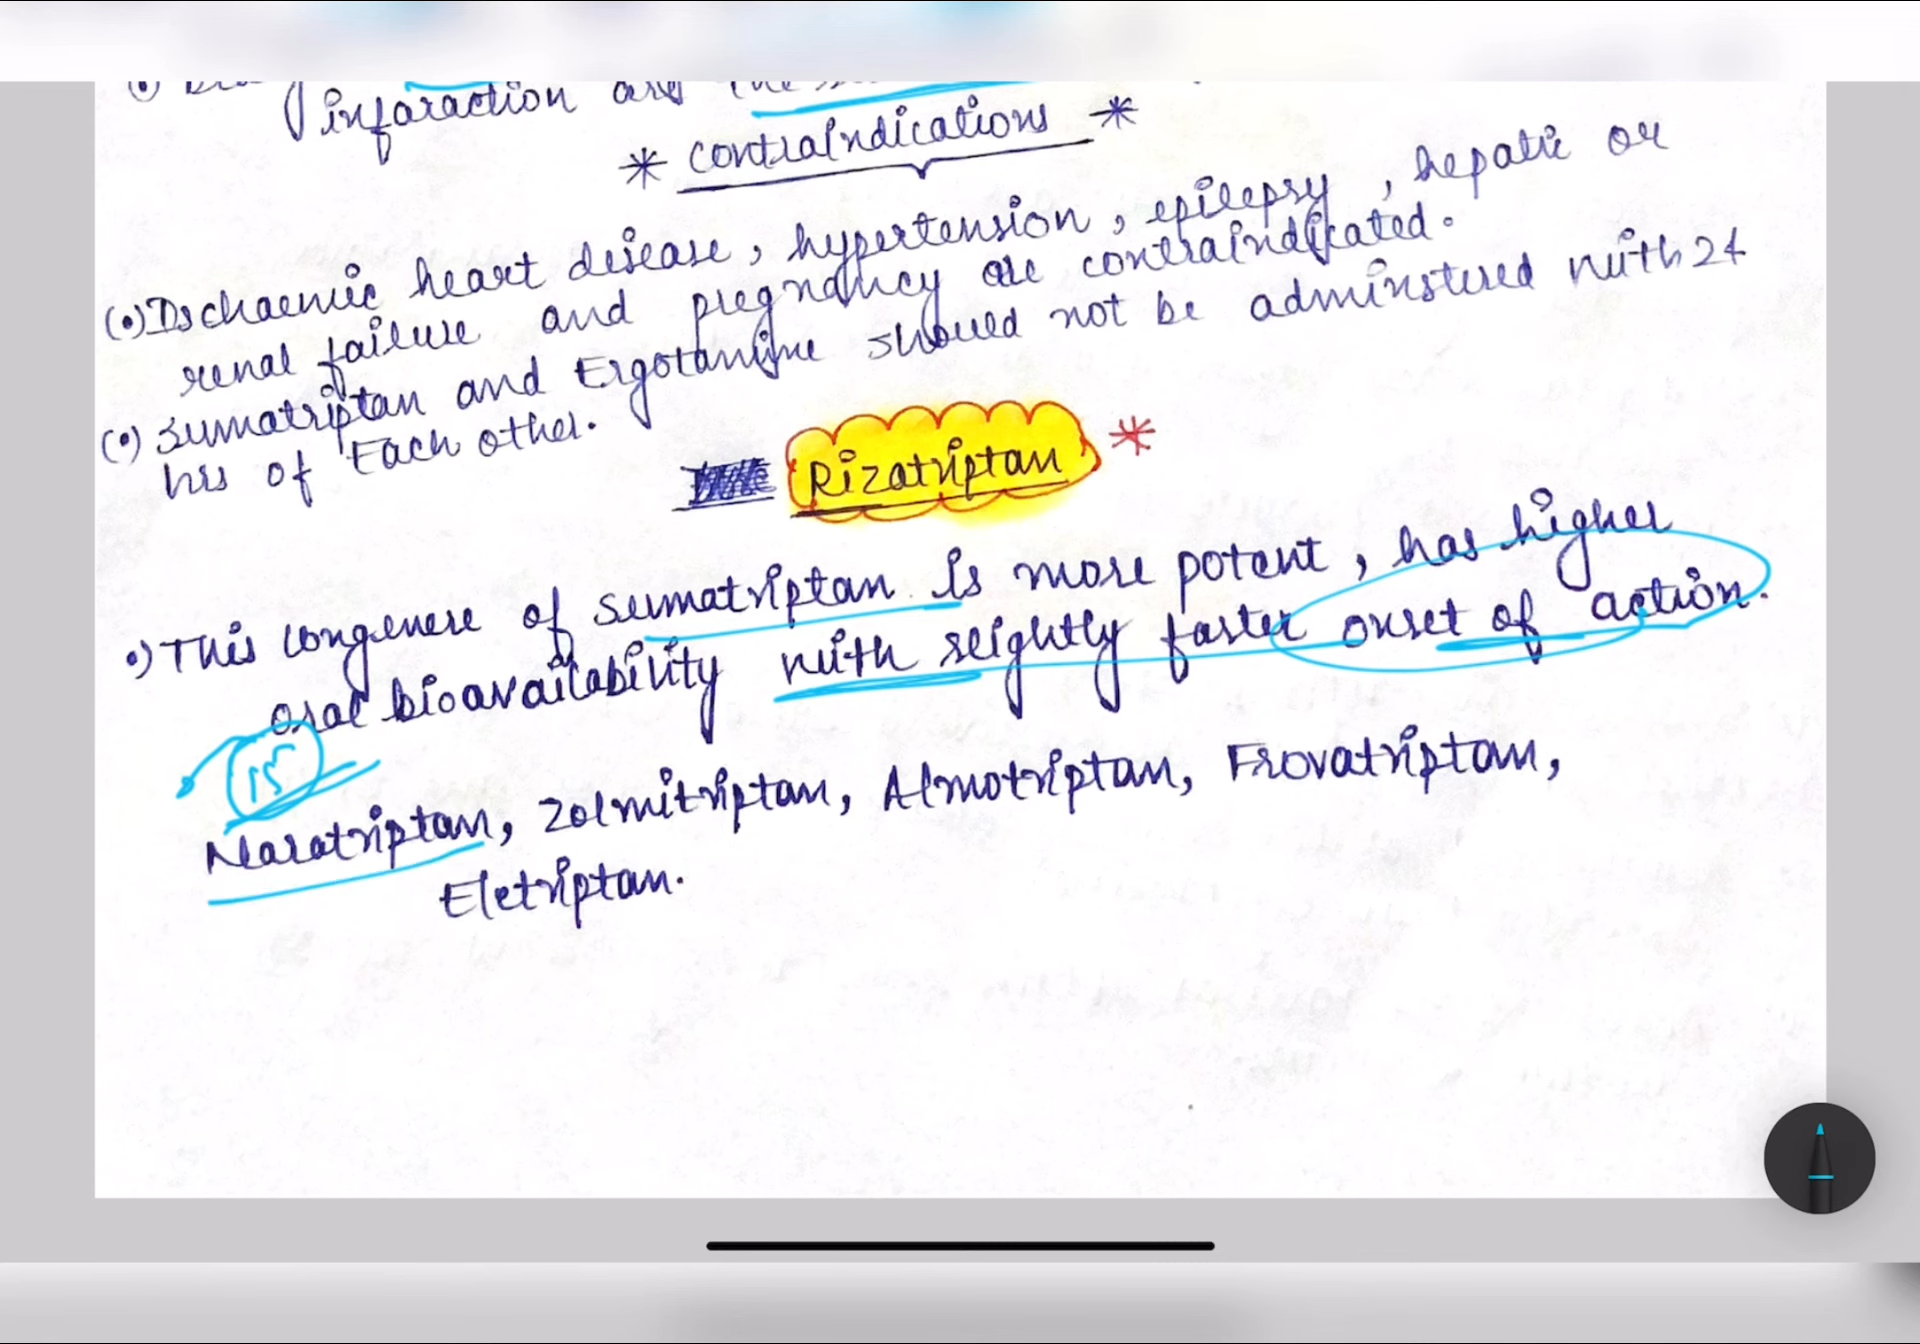 infaraction are the
* contraindications *
(•) Ischaemic heart disease, hypertension, epilepsy, hepatic or
renal failure and pregnancy are contraindicated.
(•) Sumatriptan and Ergotamine should not be adminstered with 24
hrs of Each other.
Rizatriptan *
•) This congenere of sumatriptan is more potent, has higher
oral bioavailability with slightly faster onset of action.
15
Naratriptan, Zolmitriptan, Almotriptan, Frovatriptan,
Eletriptan.